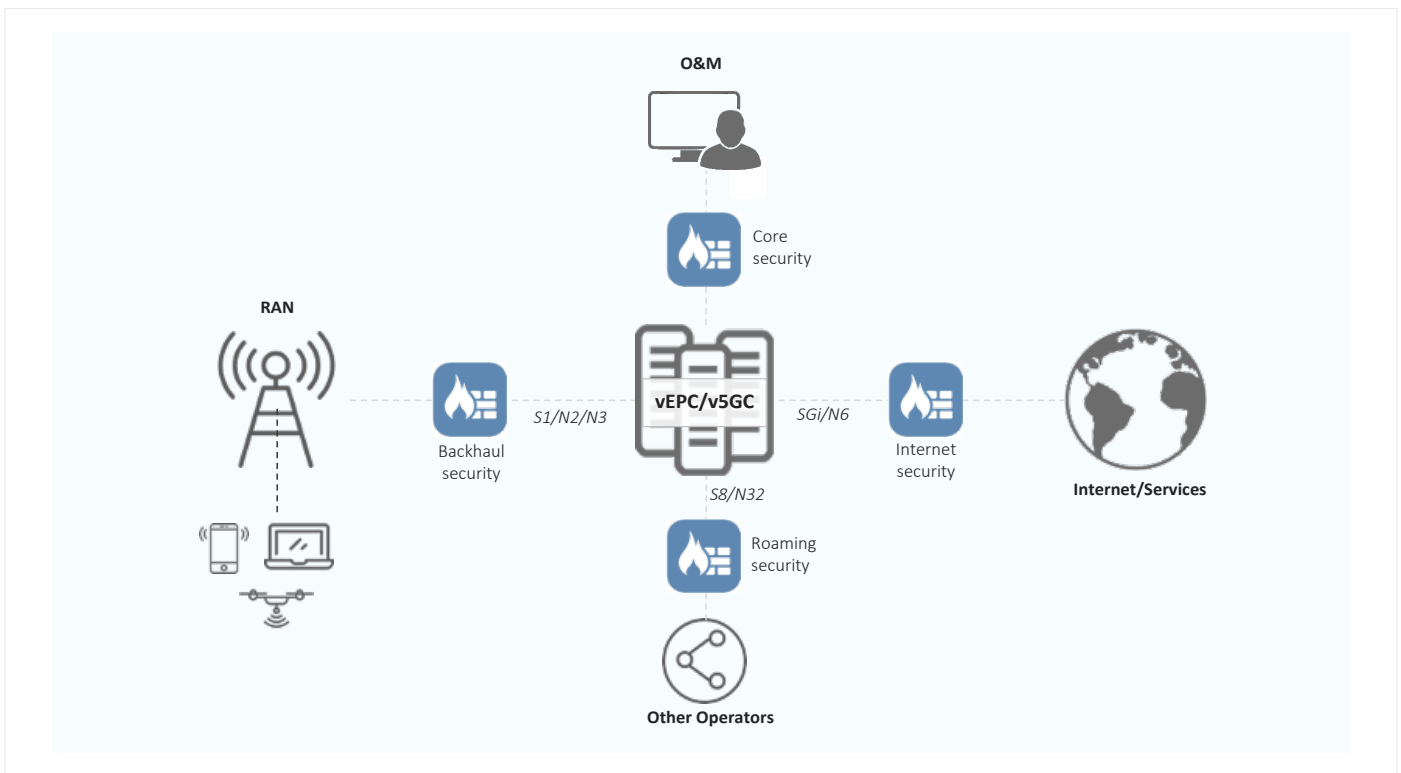 O&M
Core
security
RAN
vEPC/v5GC
S1/N2/N3
SGi/N6
Backhaul
security
Internet
security
Internet/Services
S8/N32
Roaming
security
Other Operators